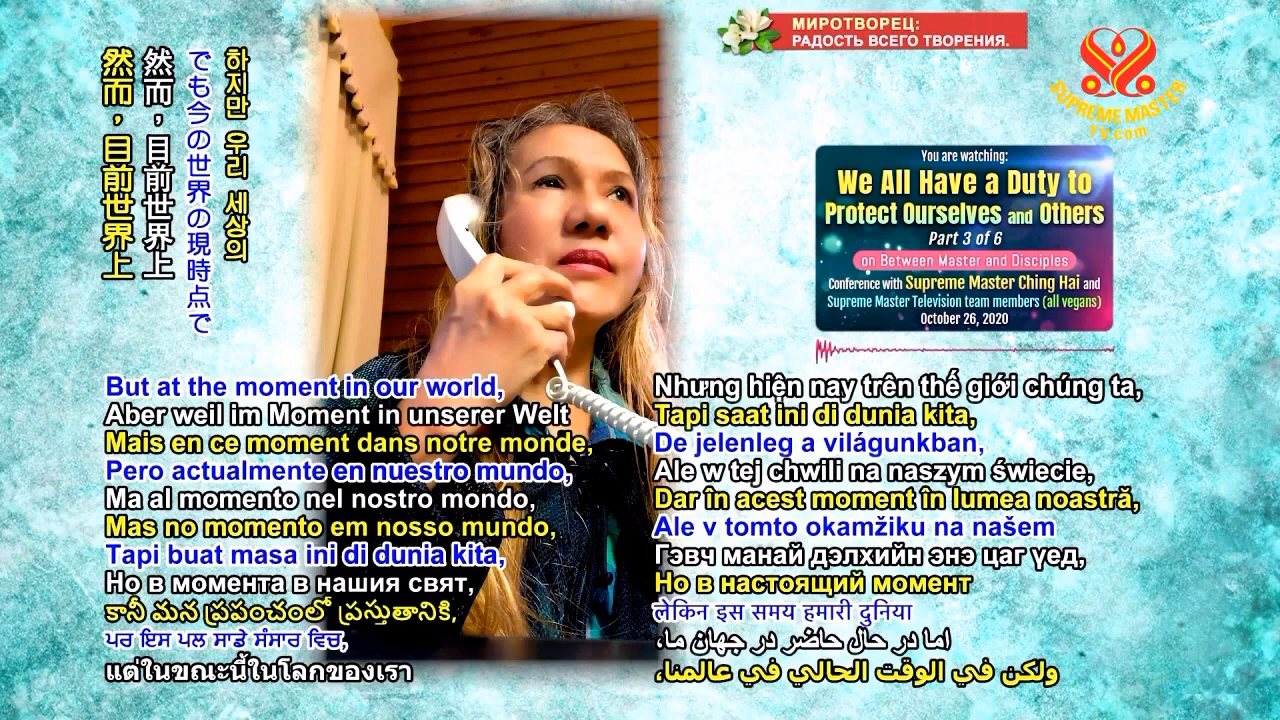 МИРОТВОРЕЦ:
РАДОСТЬ ВСЕГО ТВОРЕНИЯ.
SUPREME MASTER
TV.com
You are watching:
We All Have a Duty to
Protect Ourselves and Others
Part 3 of 6
on Between Master and Disciples
Conference with Supreme Master Ching Hai and
Supreme Master Television team members (all vegans)
October 26, 2020
하지만 우리 세상의
でも今の世界の現時点で
然而，目前世界上
然而，目前世界上
But at the moment in our world,
Aber weil im Moment in unserer Welt
Mais en ce moment dans notre monde,
Pero actualmente en nuestro mundo,
Ma al momento nel nostro mondo,
Mas no momento em nosso mundo,
Tapi buat masa ini di dunia kita,
Но в момента в нашия свят,
కానీ మన ప్రపంచంలో ప్రస్తుతానికి,
ਪਰ ਇਸ ਪਲ ਸਾਡੇ ਸੰਸਾਰ ਵਿਚ,
แต่ในขณะนี้ในโลกของเรา
Nhưng hiện nay trên thế giới chúng ta,
Tapi saat ini di dunia kita,
De jelenleg a világunkban,
Ale w tej chwili na naszym świecie,
Dar în acest moment în lumea noastră,
Ale v tomto okamžiku na našem
Гэвч манай дэлхийн энэ цаг үед,
Но в настоящий момент
लेकिन इस समय हमारी दुनिया
اما در حال حاضر در جهان ما،
ولكن في الوقت الحالي في عالمنا،